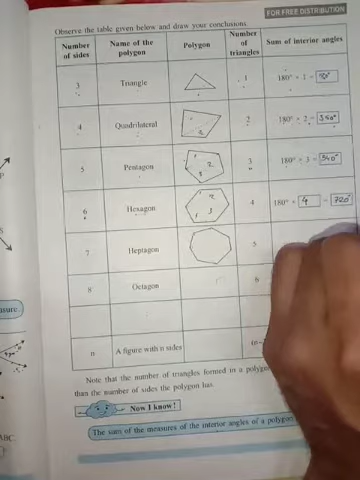 FOR FREE DISTRIBUTION
Observe the table given below and draw your conclusions.
Number of sides Name of the polygon Polygon Number of triangles Sum of interior angles
3 Triangle 1 180° × 1 =
4 Quadrilateral 2 180° × 2 = 360°
5 Pentagon 3 180° × 3 = 540°
6 Hexagon 4 180° × 4 = 720°
7 Heptagon 5
8 Octagon 6
n A figure with n sides (n-
Note that the number of triangles formed in a polygon
than the number of sides the polygon has.
Now I know!
The sum of the measures of the interior angles of a polygon
ABC.